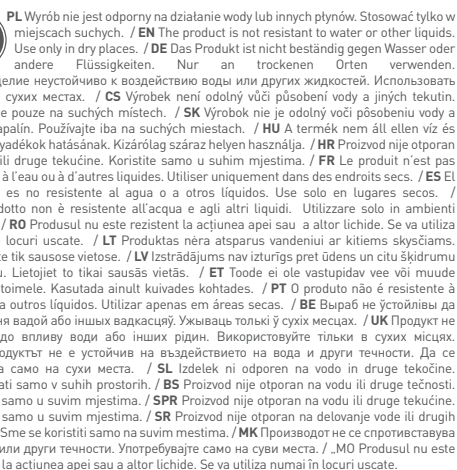 PL Wyrób nie jest odporny na działanie wody lub innych płynów. Stosować tylko w
miejscach suchych. / EN The product is not resistant to water or other liquids.
Use only in dry places. / DE Das Produkt ist nicht beständig gegen Wasser oder
andere Flüssigkeiten. Nur an trockenen Orten verwenden.
делие неустойчиво к воздействию воды или других жидкостей. Использовать
сухих местах. / CS Výrobek není odolný vůči působení vody a jiných tekutin.
e pouze na suchých místech. / SK Výrobok nie je odolný voči pôsobeniu vody a
apalín. Používajte iba na suchých miestach. / HU A termék nem áll ellen víz és
yadékok hatásának. Kizárólag száraz helyen használja. / HR Proizvod nije otporan
ili druge tekućine. Koristite samo u suhim mjestima. / FR Le produit n'est pas
à l'eau ou à d'autres liquides. Utiliser uniquement dans des endroits secs. / ES El
es no resistente al agua o a otros líquidos. Use solo en lugares secos. /
dotto non è resistente all'acqua e agli altri liquidi. Utilizzare solo in ambienti
/ RO Produsul nu este rezistent la acțiunea apei sau a altor lichide. Se va utiliza
locuri uscate. / LT Produktas nėra atsparus vandeniui ar kitiems skysčiams.
te tik sausose vietose. / LV Izstrādājums nav izturīgs pret ūdens un citu šķidrumu
u. Lietojiet to tikai sausās vietās. / ET Toode ei ole vastupidav vee või muude
toimele. Kasutada ainult kuivades kohtades. / PT O produto não é resistente à
a outros líquidos. Utilizar apenas em áreas secas. / BE Выраб не ўстойлівы да
ня вадой або іншых вадкасцяў. Ужываць толькі ў сухіх месцах. / UK Продукт не
до впливу води або інших рідин. Використовуйте тільки в сухих місцях.
одуктът не е устойчив на въздействието на вода и други течности. Да се
а само на сухи места. / SL Izdelek ni odporen na vodo in druge tekočine.
ati samo v suhih prostorih. / BS Proizvod nije otporan na vodu ili druge tečnosti.
samo u suvim mjestima. / SPR Proizvod nije otporan na vodu ili druge tekućine.
samo u suvim mjestima. / SR Proizvod nije otporan na delovanje vode ili drugih
Sme se koristiti samo na suvim mestima. / MK Производот не се спротивставува
или други течности. Употребувајте само на суви места. / „MO Produsul nu este
la acțiunea apei sau a altor lichide. Se va utiliza numai în locuri uscate.